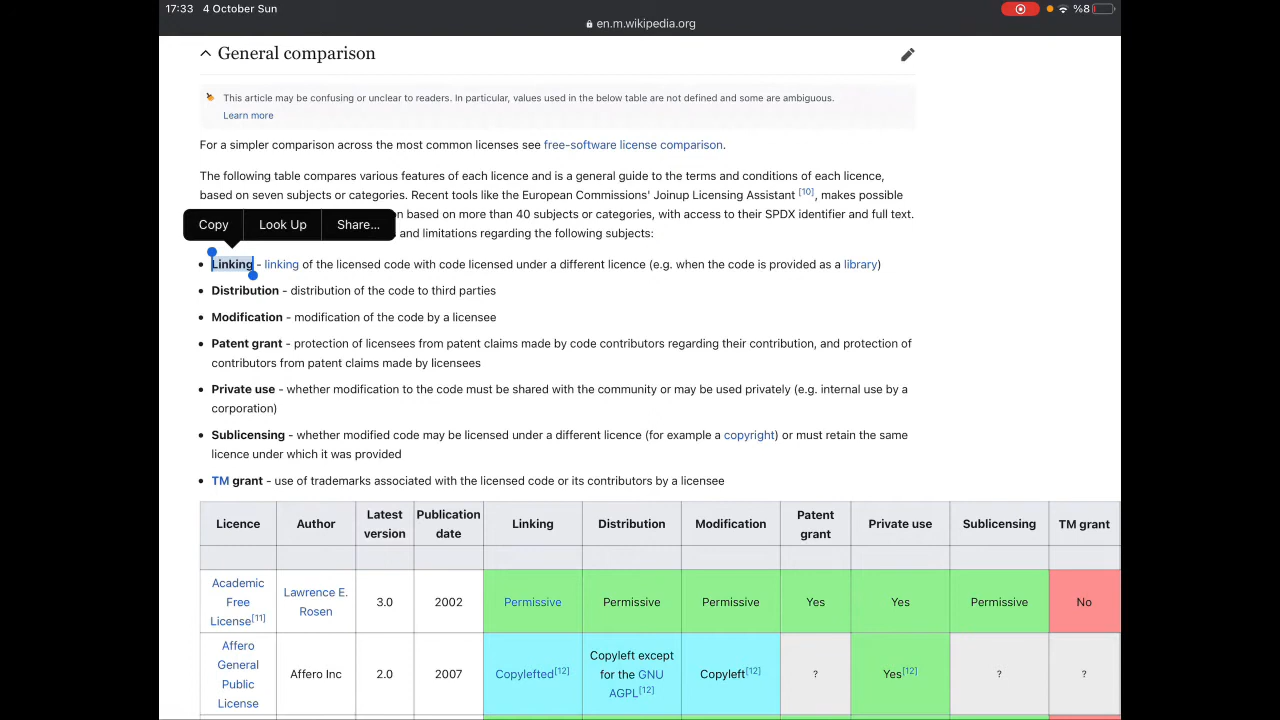 17:33 4 October Sun %8
en.m.wikipedia.org
General comparison
This article may be confusing or unclear to readers. In particular, values used in the below table are not defined and some are ambiguous.
Learn more
For a simpler comparison across the most common licenses see free-software license comparison.
The following table compares various features of each licence and is a general guide to the terms and conditions of each licence,
based on seven subjects or categories. Recent tools like the European Commissions' Joinup Licensing Assistant [10], makes possible
n based on more than 40 subjects or categories, with access to their SPDX identifier and full text.
Copy Look Up Share...
and limitations regarding the following subjects:
• Linking - linking of the licensed code with code licensed under a different licence (e.g. when the code is provided as a library)
• Distribution - distribution of the code to third parties
• Modification - modification of the code by a licensee
• Patent grant - protection of licensees from patent claims made by code contributors regarding their contribution, and protection of
contributors from patent claims made by licensees
• Private use - whether modification to the code must be shared with the community or may be used privately (e.g. internal use by a
corporation)
• Sublicensing - whether modified code may be licensed under a different licence (for example a copyright) or must retain the same
licence under which it was provided
• TM grant - use of trademarks associated with the licensed code or its contributors by a licensee
Licence Author Latest version Publication date Linking Distribution Modification Patent grant Private use Sublicensing TM grant
Academic Free License[11] Lawrence E. Rosen 3.0 2002 Permissive Permissive Permissive Yes Yes Permissive No
Affero General Public License Affero Inc 2.0 2007 Copylefted[12] Copyleft except for the GNU AGPL[12] Copyleft[12] ? Yes[12] ? ?